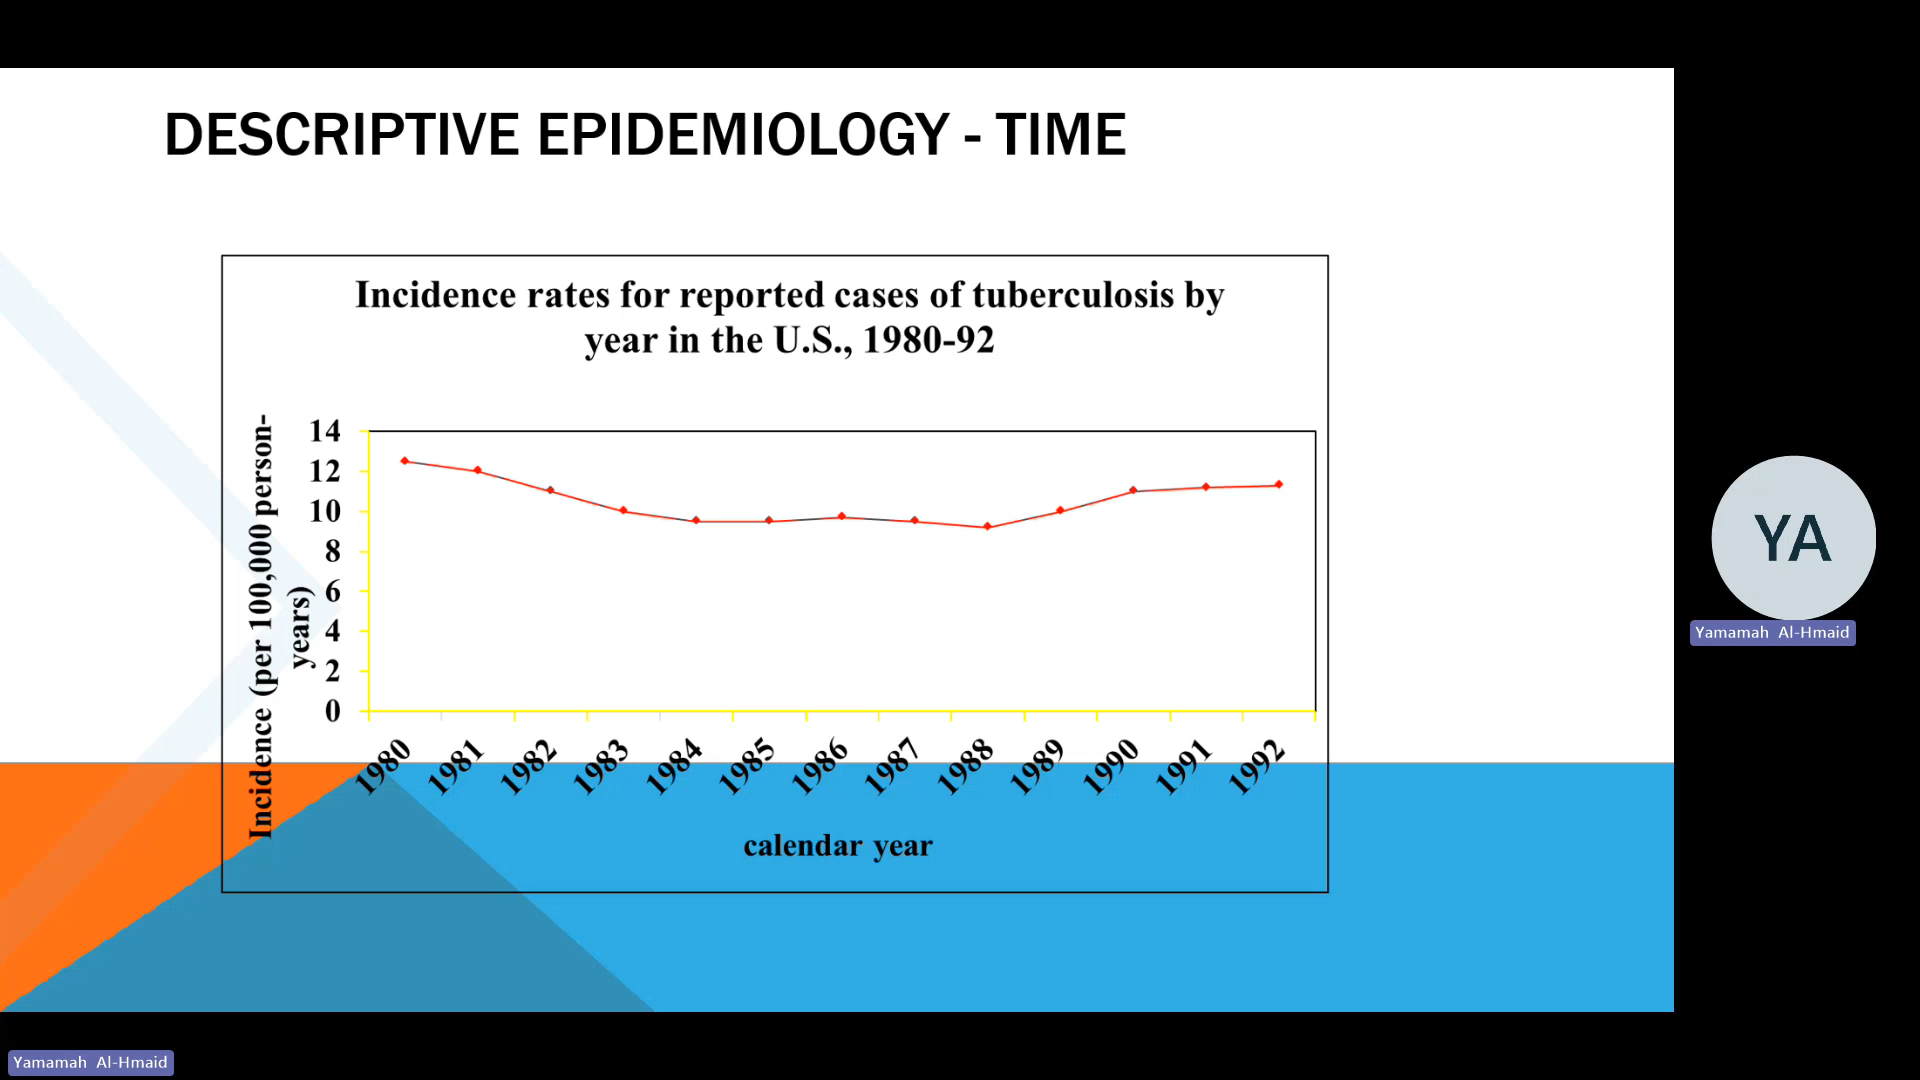 DESCRIPTIVE EPIDEMIOLOGY - TIME
Incidence rates for reported cases of tuberculosis by
year in the U.S., 1980-92
Incidence (per 100,000 person-
years)
14
12
10
8
6
4
2
0
1980
1981
1982
1983
1984
1985
1986
1987
1988
1989
1990
1991
1992
calendar year
YA
Yamamah Al-Hmaid
Yamamah Al-Hmaid